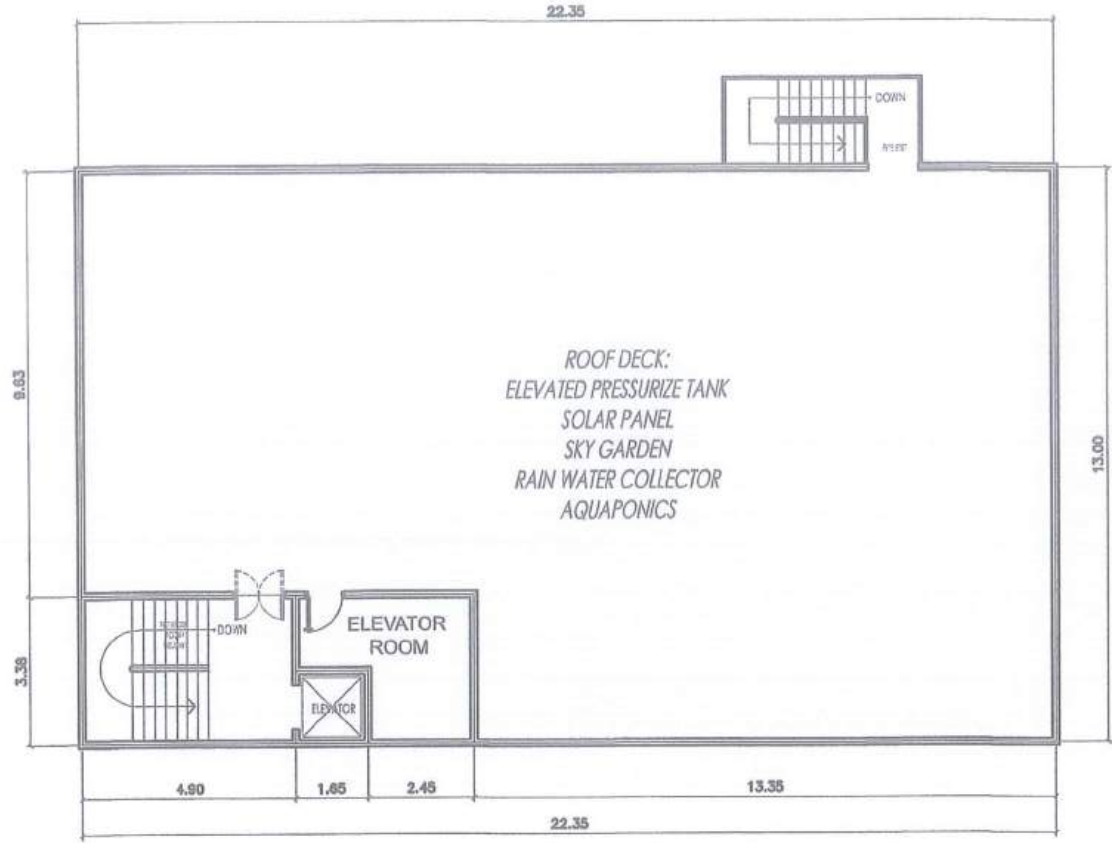 22.35
DOWN
9.63
13.00
ROOF DECK:
ELEVATED PRESSURIZE TANK
SOLAR PANEL
SKY GARDEN
RAIN WATER COLLECTOR
AQUAPONICS
3.38
DOWN
ELEVATOR
ROOM
ELEVATOR
4.90
1.65
2.45
13.35
22.35